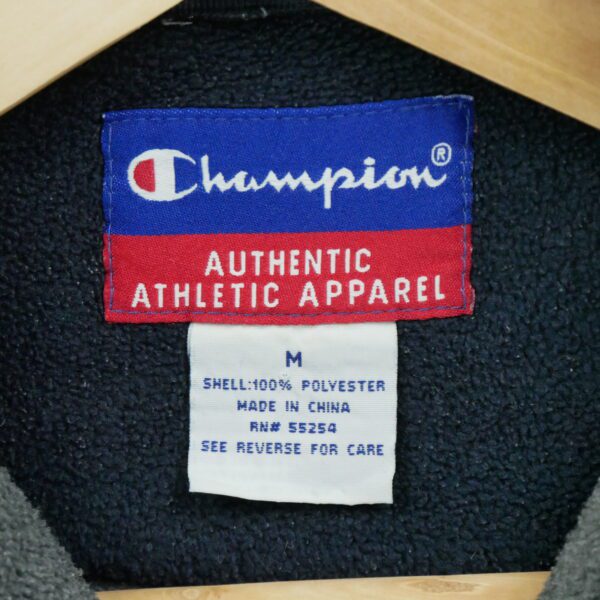 Champion®
AUTHENTIC
ATHLETIC APPAREL
M
SHELL:100% POLYESTER
MADE IN CHINA
RN# 55254
SEE REVERSE FOR CARE